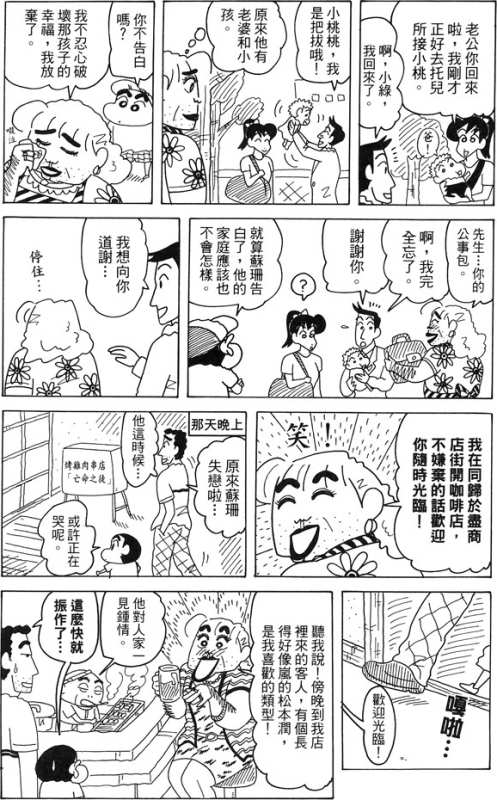 老公你回來
啦，我剛才
正好去托兒
所接小桃。
爸！
啊，小綠，
我回來了。
小桃桃，我
是把拔哦！
原來他有
老婆和小
孩。
你不告白
嗎？
我不忍心破
壞那孩子的
幸福，我放
棄了。
先生…你的
公事包。
啊，我完
全忘了。
謝謝你。
？
就算蘇珊告
白了，他的
家庭應該也
不會怎樣。
我想向你
道謝。
停住…
我在同歸於盡商
店街開咖啡店，
不嫌棄的話歡迎
你隨時光臨！
笑！
那天晚上
原來蘇珊
失戀啦…
他這時候…
烤雞肉串店
「亡命之徒」
或許正在
哭呢。
嘎啦…
歡迎光臨！
聽我說！傍晚到我店
裡來的客人，有個長
得好像嵐的松本潤，
是我喜歡的類型！
他對人家一
見鍾情。
這麼快就
振作了…